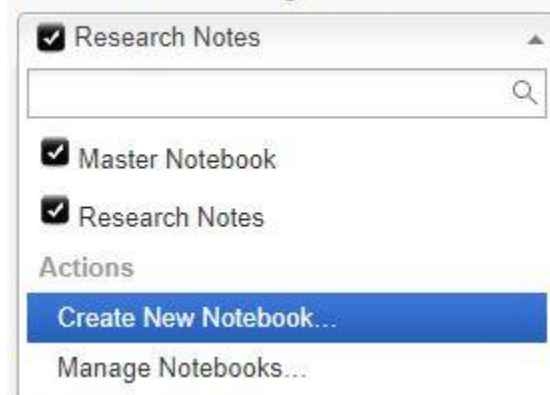 Research Notes
Master Notebook
Research Notes
Actions
Create New Notebook...
Manage Notebooks...